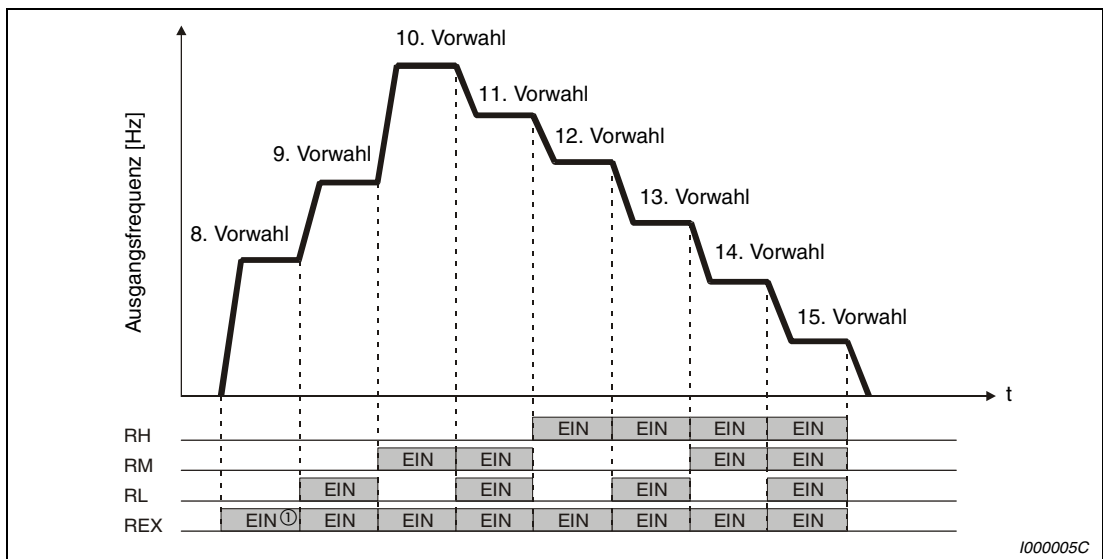 10. Vorwahl
11. Vorwahl
12. Vorwahl
9. Vorwahl
13. Vorwahl
8. Vorwahl
14. Vorwahl
15. Vorwahl
Ausgangsfrequenz [Hz]
t
RH EIN EIN EIN EIN
RM EIN EIN EIN EIN
RL EIN EIN EIN EIN
REX EIN① EIN EIN EIN EIN EIN EIN EIN
I000005C